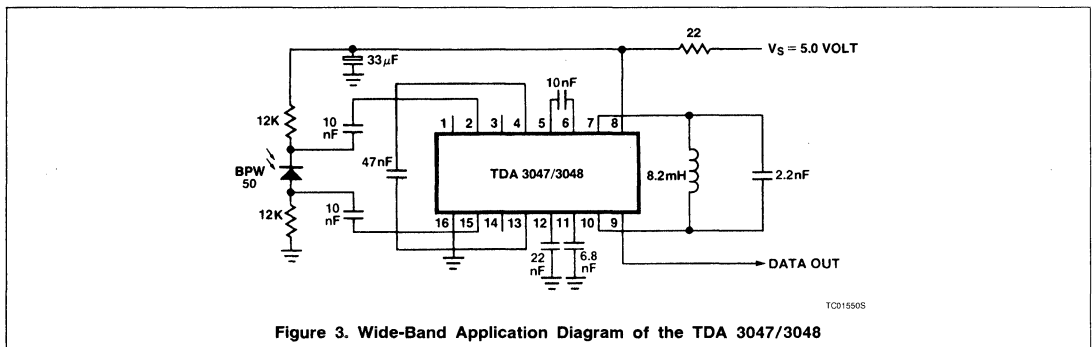 22
V_S = 5.0 VOLT
33µF
10nF
12K
10
nF
1 2 3 4 5 6 7 8
BPW
50
47nF
TDA 3047/3048
8.2mH
2.2nF
12K
10
nF
16 15 14 13 12 11 10 9
22
nF
6.8
nF
DATA OUT
TC01550S
Figure 3. Wide-Band Application Diagram of the TDA 3047/3048